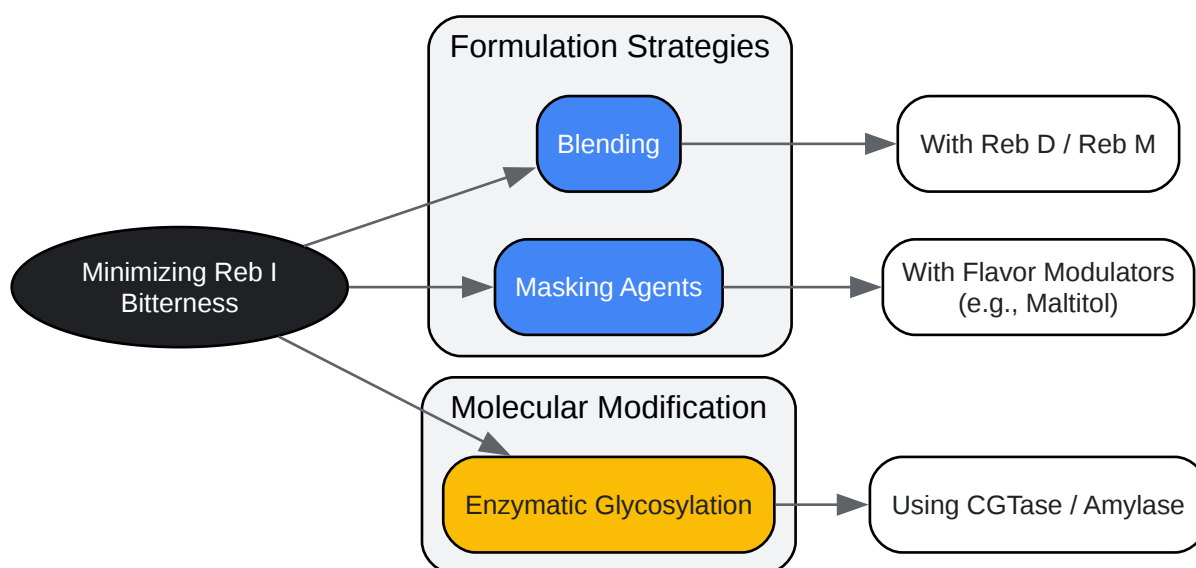 Formulation Strategies
Blending
With Reb D / Reb M
Minimizing Reb I
Bitterness
Masking Agents
With Flavor Modulators
(e.g., Maltitol)
Molecular Modification
Enzymatic Glycosylation
Using CGTase / Amylase